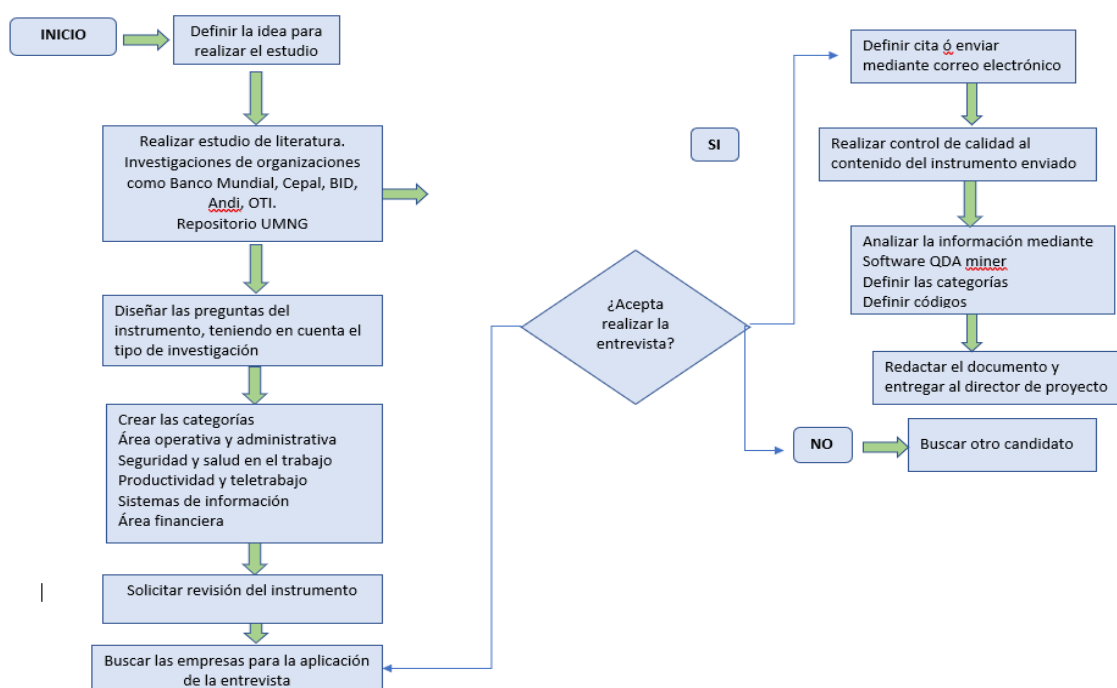 INICIO
Definir la idea para
realizar el estudio
Realizar estudio de literatura.
Investigaciones de organizaciones
como Banco Mundial, Cepal, BID,
Andi, OTI.
Repositorio UMNG
Diseñar las preguntas del
instrumento, teniendo en cuenta el
tipo de investigación
Crear las categorías
Área operativa y administrativa
Seguridad y salud en el trabajo
Productividad y teletrabajo
Sistemas de información
Área financiera
Solicitar revisión del instrumento
Buscar las empresas para la aplicación
de la entrevista
¿Acepta
realizar la
entrevista?
SI
Definir cita ó enviar
mediante correo electrónico
Realizar control de calidad al
contenido del instrumento enviado
Analizar la información mediante
Software QDA miner
Definir las categorías
Definir códigos
Redactar el documento y
entregar al director de proyecto
NO
Buscar otro candidato